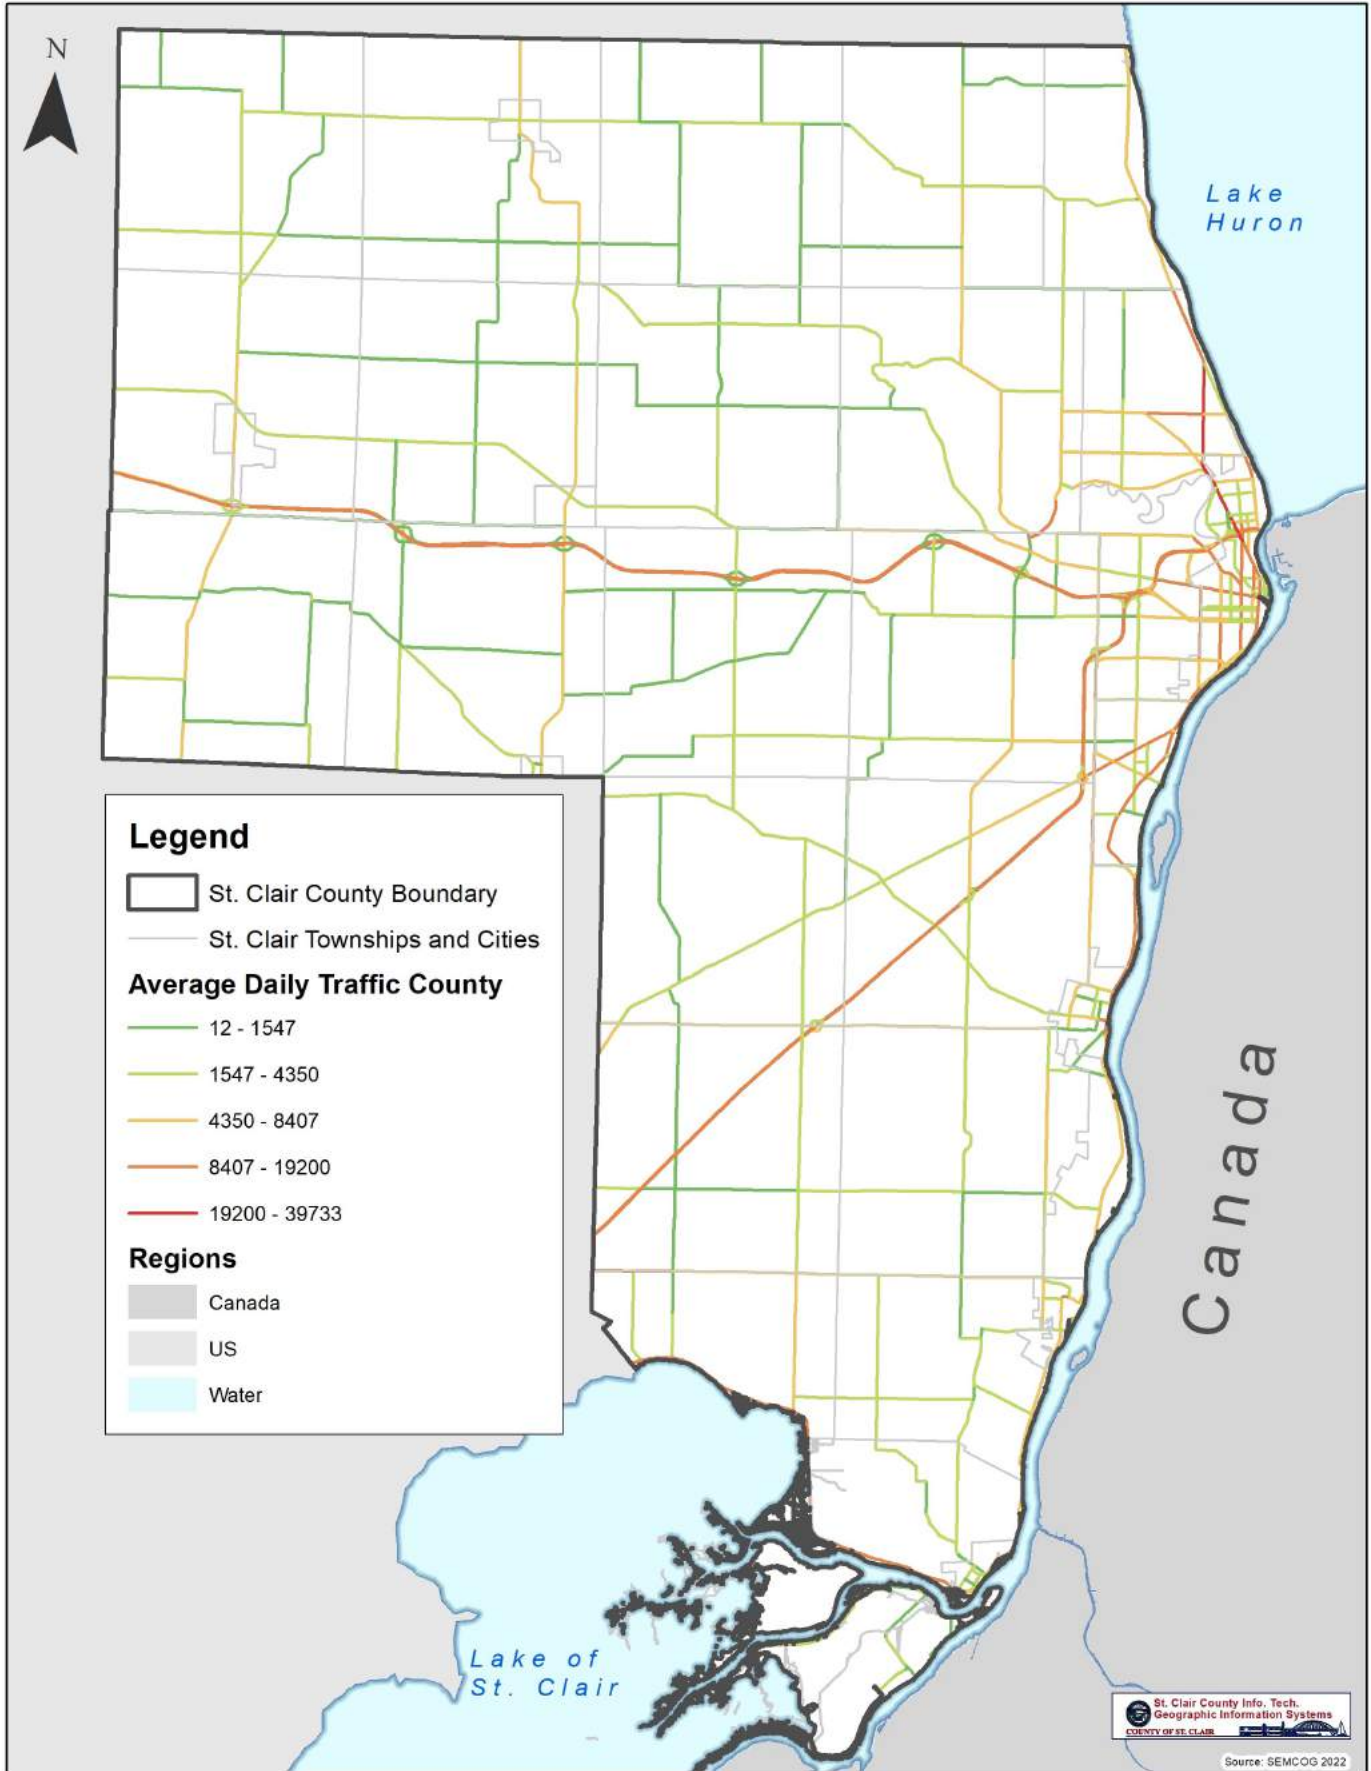 N
Lake
Huron
Legend
St. Clair County Boundary
St. Clair Townships and Cities
Average Daily Traffic County
12 - 1547
1547 - 4350
4350 - 8407
8407 - 19200
19200 - 39733
Regions
Canada
US
Water
Canada
Lake of
St. Clair
St. Clair County Info. Tech.
Geographic Information Systems
COUNTY OF ST. CLAIR
Source: SEMCOG 2022